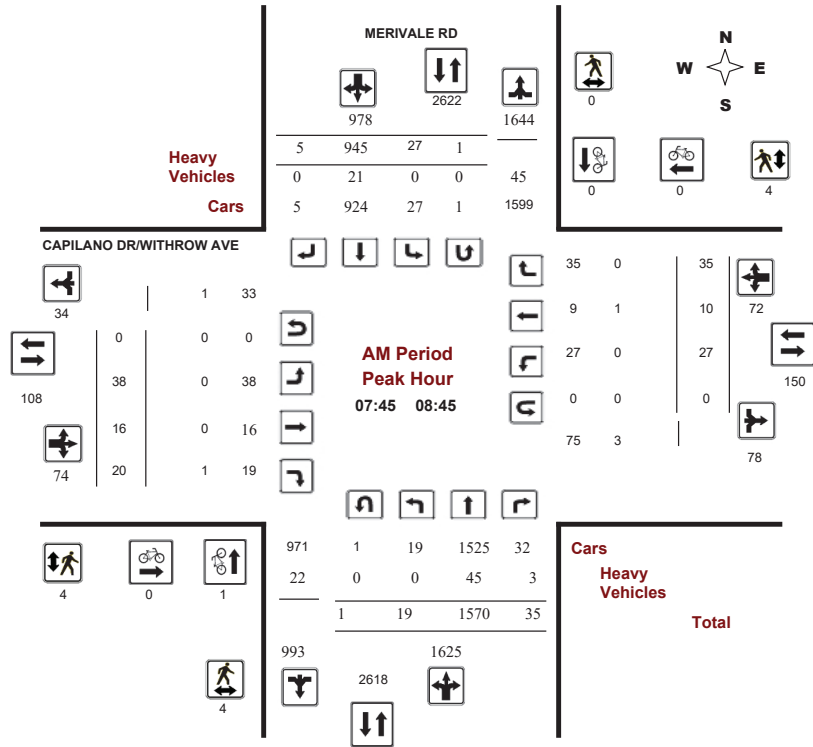 MERIVALE RD
N
W E
S
2622
978 1644
0
5 945 27 1
Heavy
Vehicles
0 21 0 0 45
Cars
5 924 27 1 1599
0 0 4
CAPILANO DR/WITHROW AVE
34
1 33
35 0 35
72
0 0 0
9 1 10
108
38 0 38
AM Period
Peak Hour
07:45 08:45
27 0 27
150
16 0 16
0 0 0
74
20 1 19
75 3
78
971 1 19 1525 32
Cars
22 0 0 45 3
Heavy
Vehicles
4 0 1
1 19 1570 35
Total
993 1625
2618
4